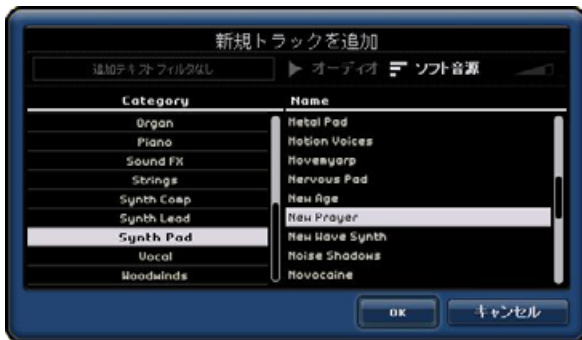 新規トラックを追加
追加テキストフィルタなし
オーディオ ソフト音源
Category
Name
Organ
Piano
Sound FX
Strings
Synth Comp
Synth Lead
Synth Pad
Vocal
Woodwinds
Metal Pad
Motion Voices
Movemyarp
Nervous Pad
New Age
New Prayer
New Wave Synth
Noise Shadows
Novocaine
OK
キャンセル